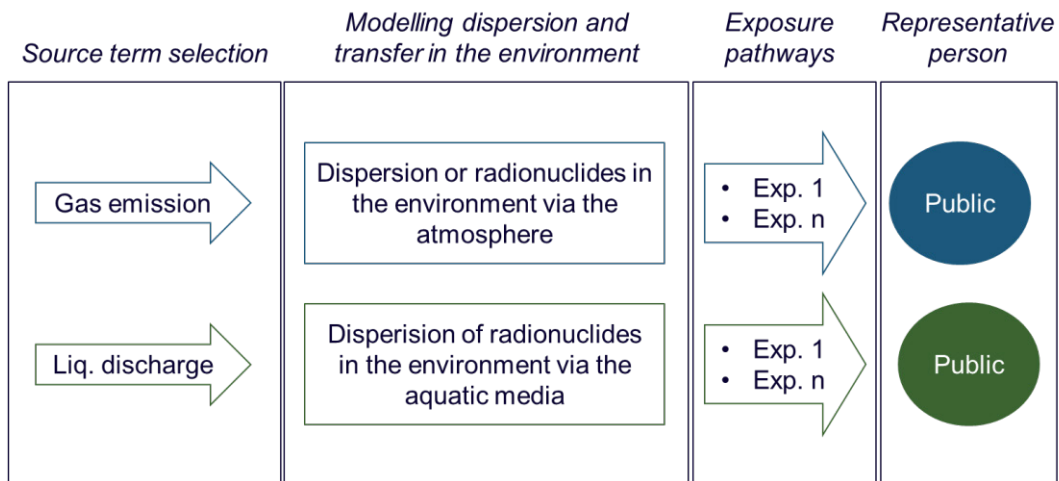 Source term selection
Modelling dispersion and
transfer in the environment
Exposure
pathways
Representative
person
Gas emission
Dispersion or radionuclides in
the environment via the
atmosphere
• Exp. 1
• Exp. n
Public
Liq. discharge
Disperision of radionuclides
in the environment via the
aquatic media
• Exp. 1
• Exp. n
Public